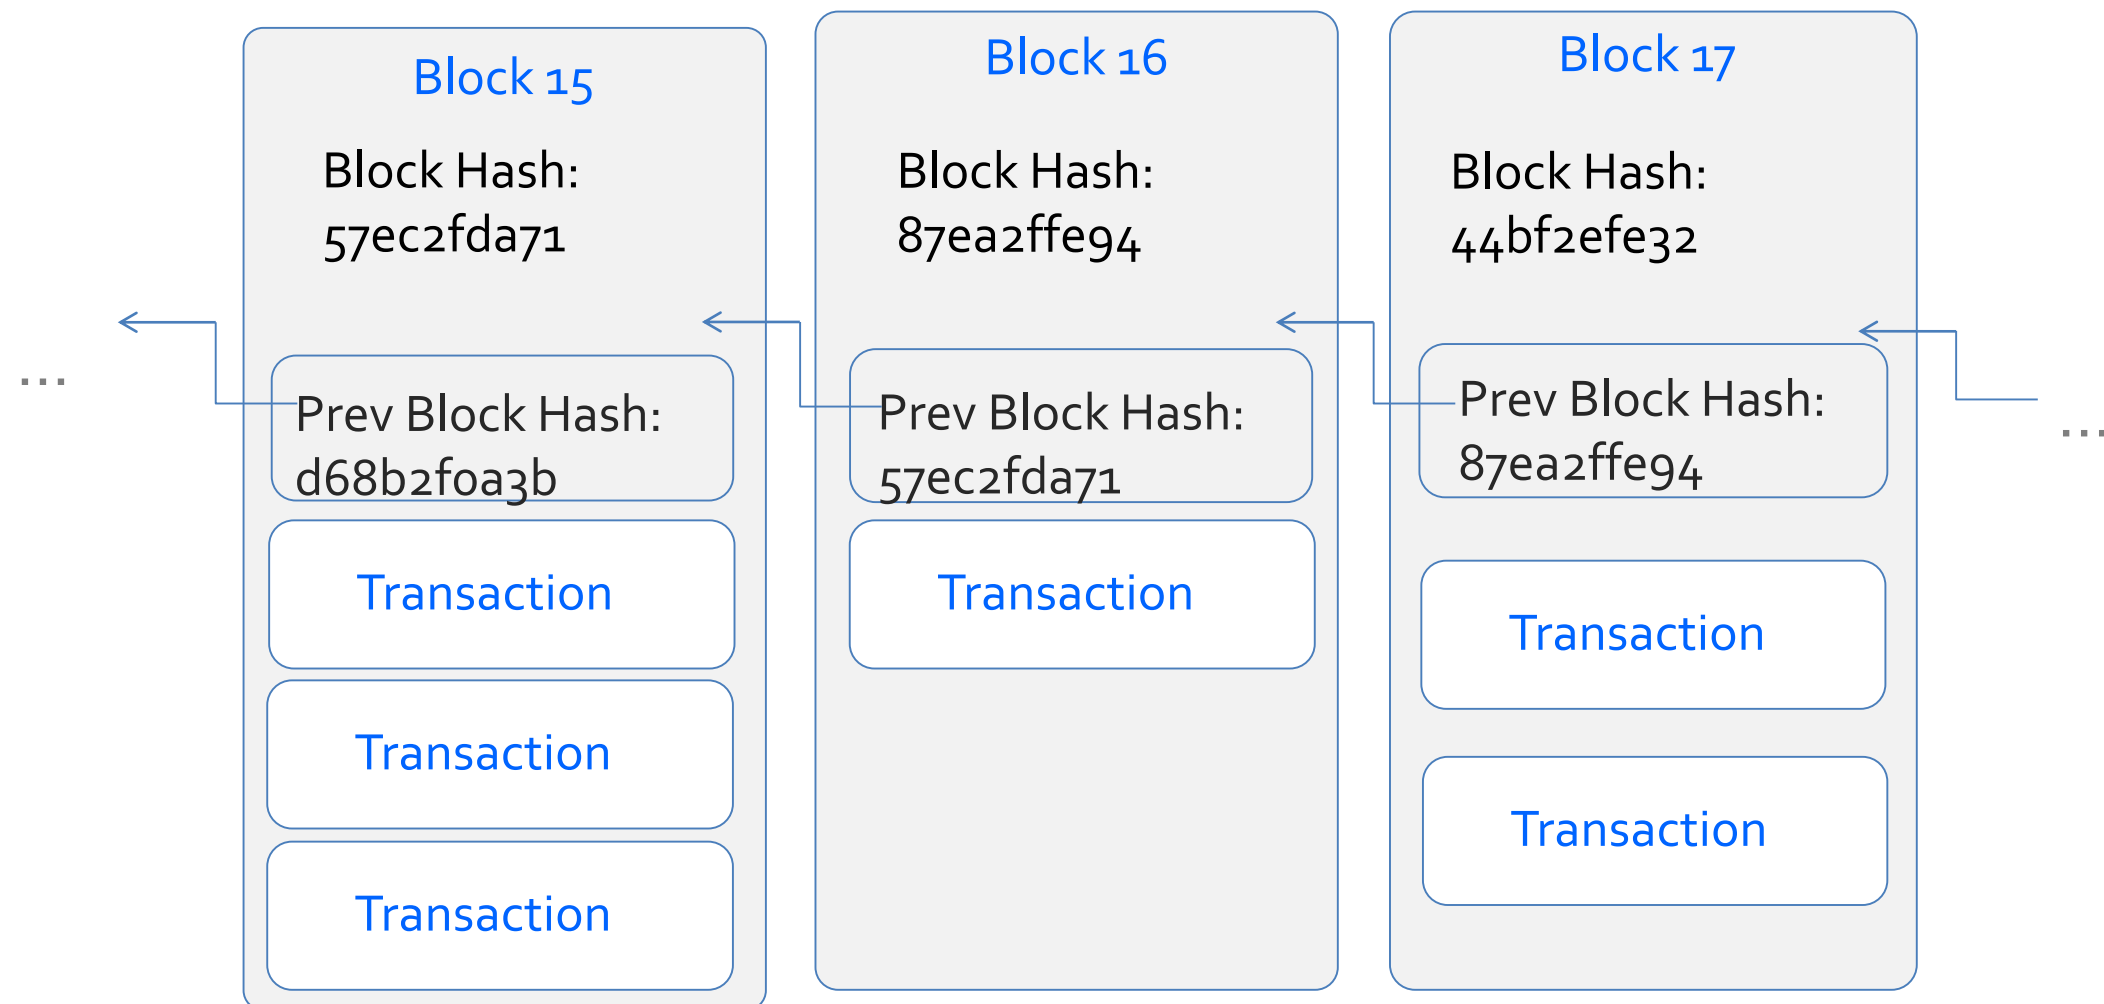 ...
Block 15
Block Hash:
57ec2fda71
Prev Block Hash:
d68b2f0a3b
Transaction
Transaction
Transaction
Block 16
Block Hash:
87ea2ffe94
Prev Block Hash:
57ec2fda71
Transaction
Block 17
Block Hash:
44bf2efe32
Prev Block Hash:
87ea2ffe94
Transaction
Transaction
...